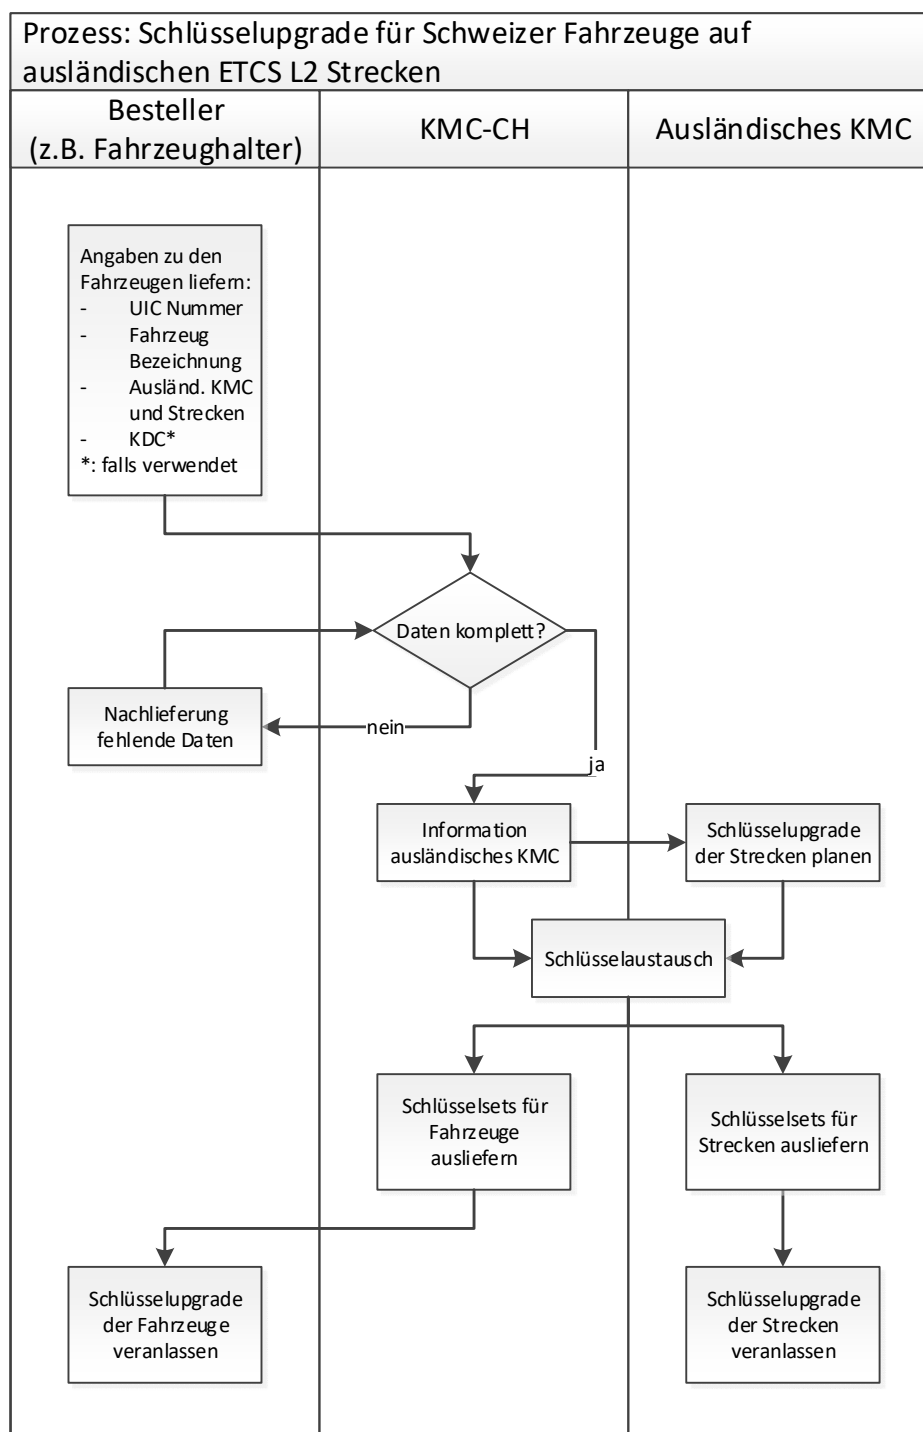 Prozess: Schlüsselupgrade für Schweizer Fahrzeuge auf
ausländischen ETCS L2 Strecken
Besteller
(z.B. Fahrzeughalter)
KMC-CH
Ausländisches KMC
Angaben zu den
Fahrzeugen liefern:
- UIC Nummer
- Fahrzeug
Bezeichnung
- Ausländ. KMC
und Strecken
- KDC*
*: falls verwendet
Daten komplett?
Nachlieferung
fehlende Daten
nein
ja
Information
ausländisches KMC
Schlüsselupgrade
der Strecken planen
Schlüsselaustausch
Schlüsselsets für
Fahrzeuge
ausliefern
Schlüsselsets für
Strecken ausliefern
Schlüsselupgrade
der Fahrzeuge
veranlassen
Schlüsselupgrade
der Strecken
veranlassen